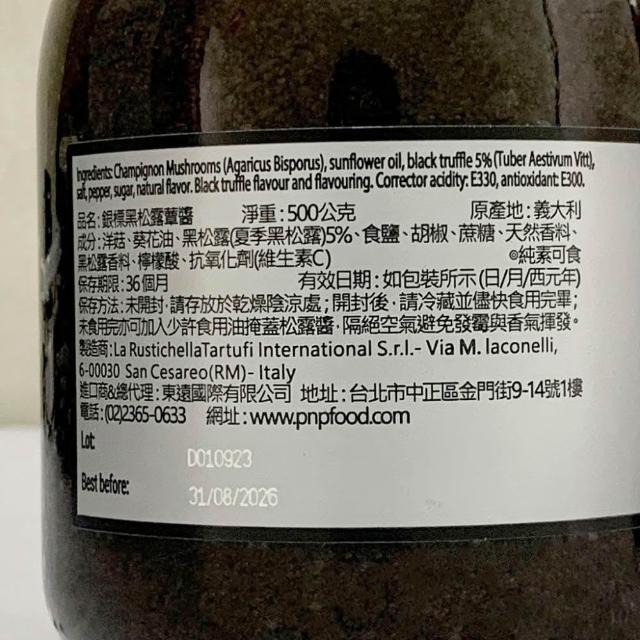 Ingredients: Champignon Mushrooms (Agaricus Bisporus), sunflower oil, black truffle 5% (Tuber Aestivum Vitt),
salt, pepper, sugar, natural flavor. Black truffle flavour and flavouring. Corrector acidity: E330, antioxidant: E300.
品名：銀標黑松露蕈醬 淨重：500公克 原產地：義大利
成分：洋菇、葵花油、黑松露(夏季黑松露)5%、食鹽、胡椒、蔗糖、天然香料、
黑松露香料、檸檬酸、抗氧化劑(維生素C) ◎純素可食
保存期限：36個月 有效日期：如包裝所示(日/月/西元年)
保存方法：未開封，請存放於乾燥陰涼處；開封後，請冷藏並儘快食用完畢；
未食用完亦可加入少許食用油掩蓋松露醬，隔絕空氣避免發霉與香氣揮發。
製造商：La RustichellaTartufi International S.r.l.- Via M. Iaconelli,
6-00030 San Cesareo(RM)- Italy
進口商&總代理：東遠國際有限公司 地址：台北市中正區金門街9-14號1樓
電話：(02)2365-0633 網址：www.pnpfood.com
Lot:
D010923
Best before:
31/08/2026